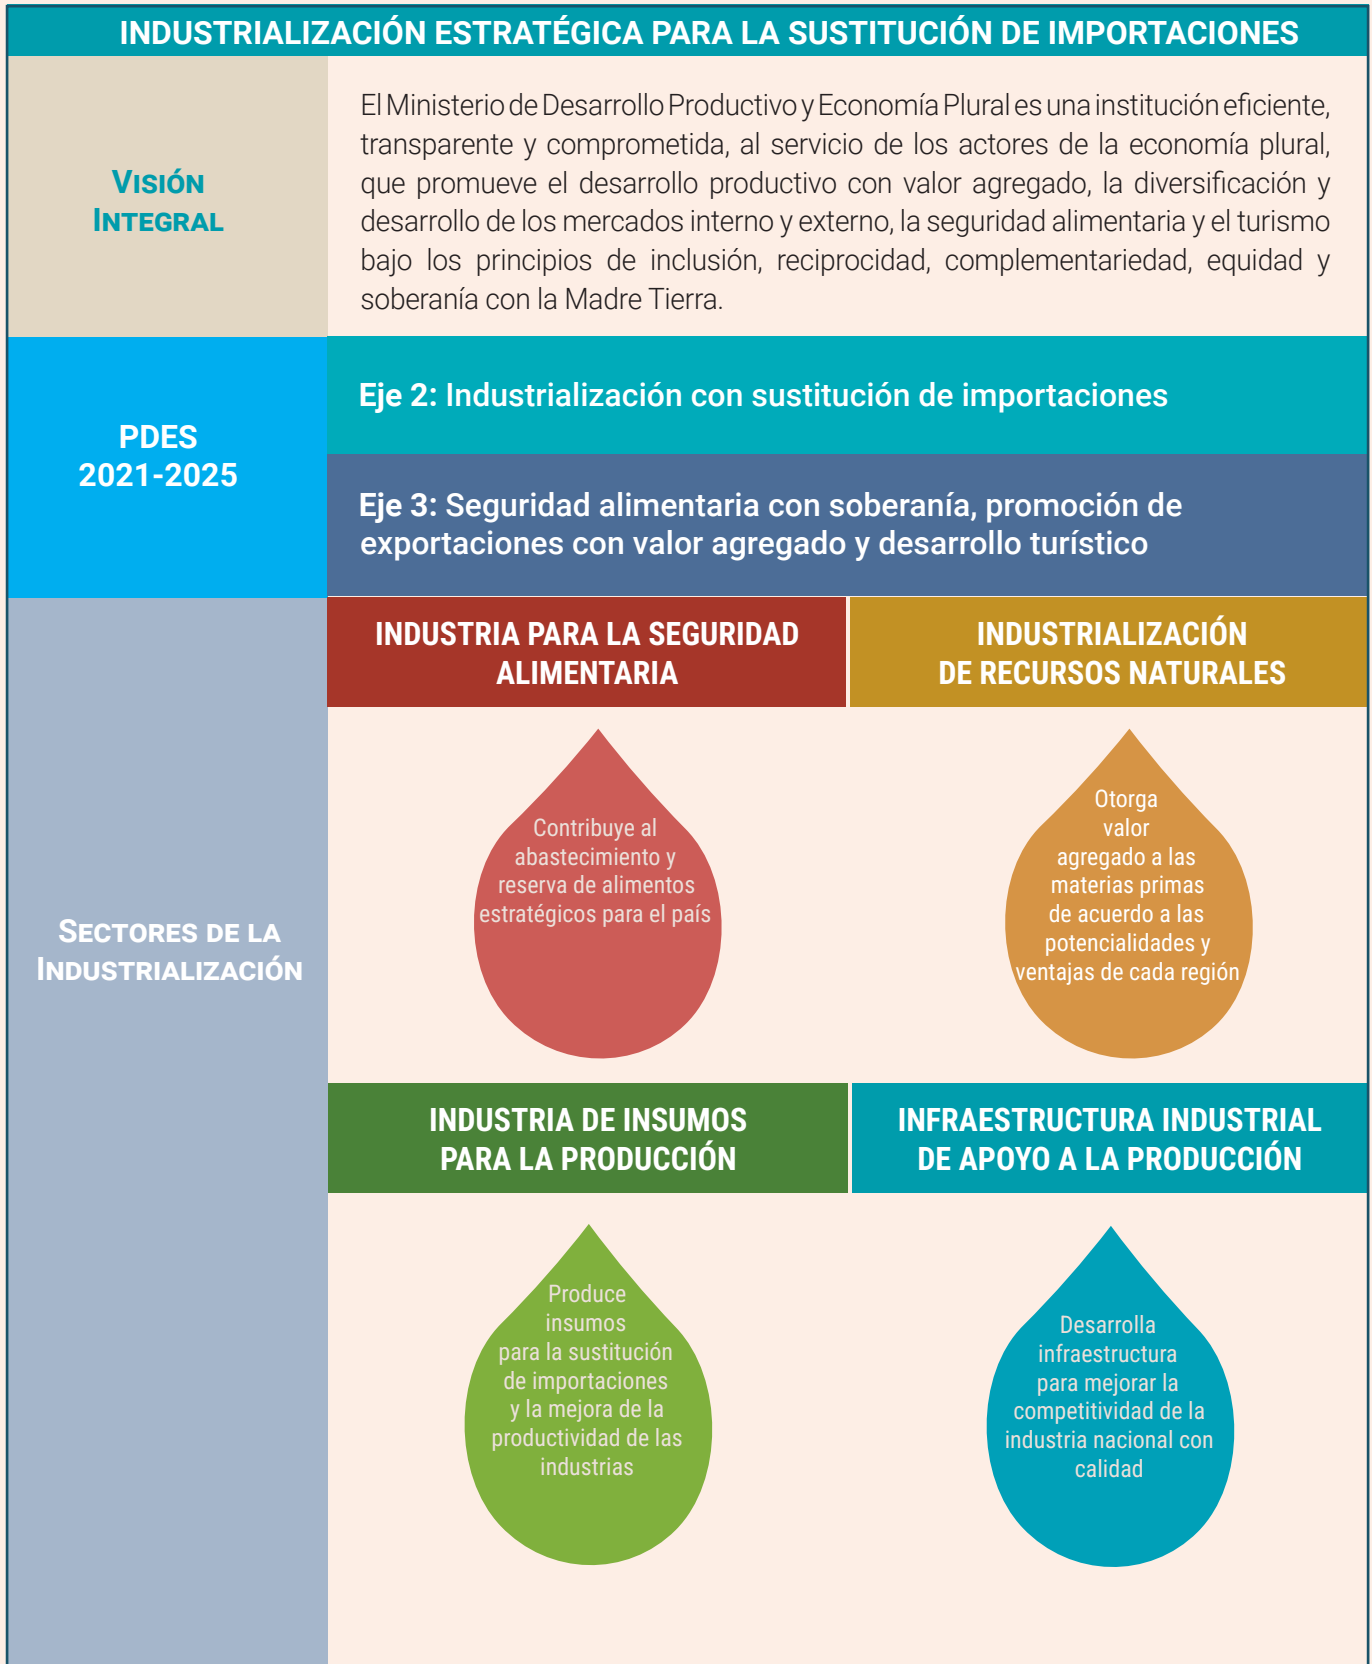 INDUSTRIALIZACIÓN ESTRATÉGICA PARA LA SUSTITUCIÓN DE IMPORTACIONES
VISIÓN
INTEGRAL
El Ministerio de Desarrollo Productivo y Economía Plural es una institución eficiente,
transparente y comprometida, al servicio de los actores de la economía plural,
que promueve el desarrollo productivo con valor agregado, la diversificación y
desarrollo de los mercados interno y externo, la seguridad alimentaria y el turismo
bajo los principios de inclusión, reciprocidad, complementariedad, equidad y
soberanía con la Madre Tierra.
PDES
2021-2025
Eje 2: Industrialización con sustitución de importaciones
Eje 3: Seguridad alimentaria con soberanía, promoción de
exportaciones con valor agregado y desarrollo turístico
SECTORES DE LA
INDUSTRIALIZACIÓN
INDUSTRIA PARA LA SEGURIDAD
ALIMENTARIA
Contribuye al
abastecimiento y
reserva de alimentos
estratégicos para el país
INDUSTRIALIZACIÓN
DE RECURSOS NATURALES
Otorga
valor
agregado a las
materias primas
de acuerdo a las
potencialidades y
ventajas de cada región
INDUSTRIA DE INSUMOS
PARA LA PRODUCCIÓN
Produce
insumos
para la sustitución
de importaciones
y la mejora de la
productividad de las
industrias
INFRAESTRUCTURA INDUSTRIAL
DE APOYO A LA PRODUCCIÓN
Desarrolla
infraestructura
para mejorar la
competitividad de la
industria nacional con
calidad